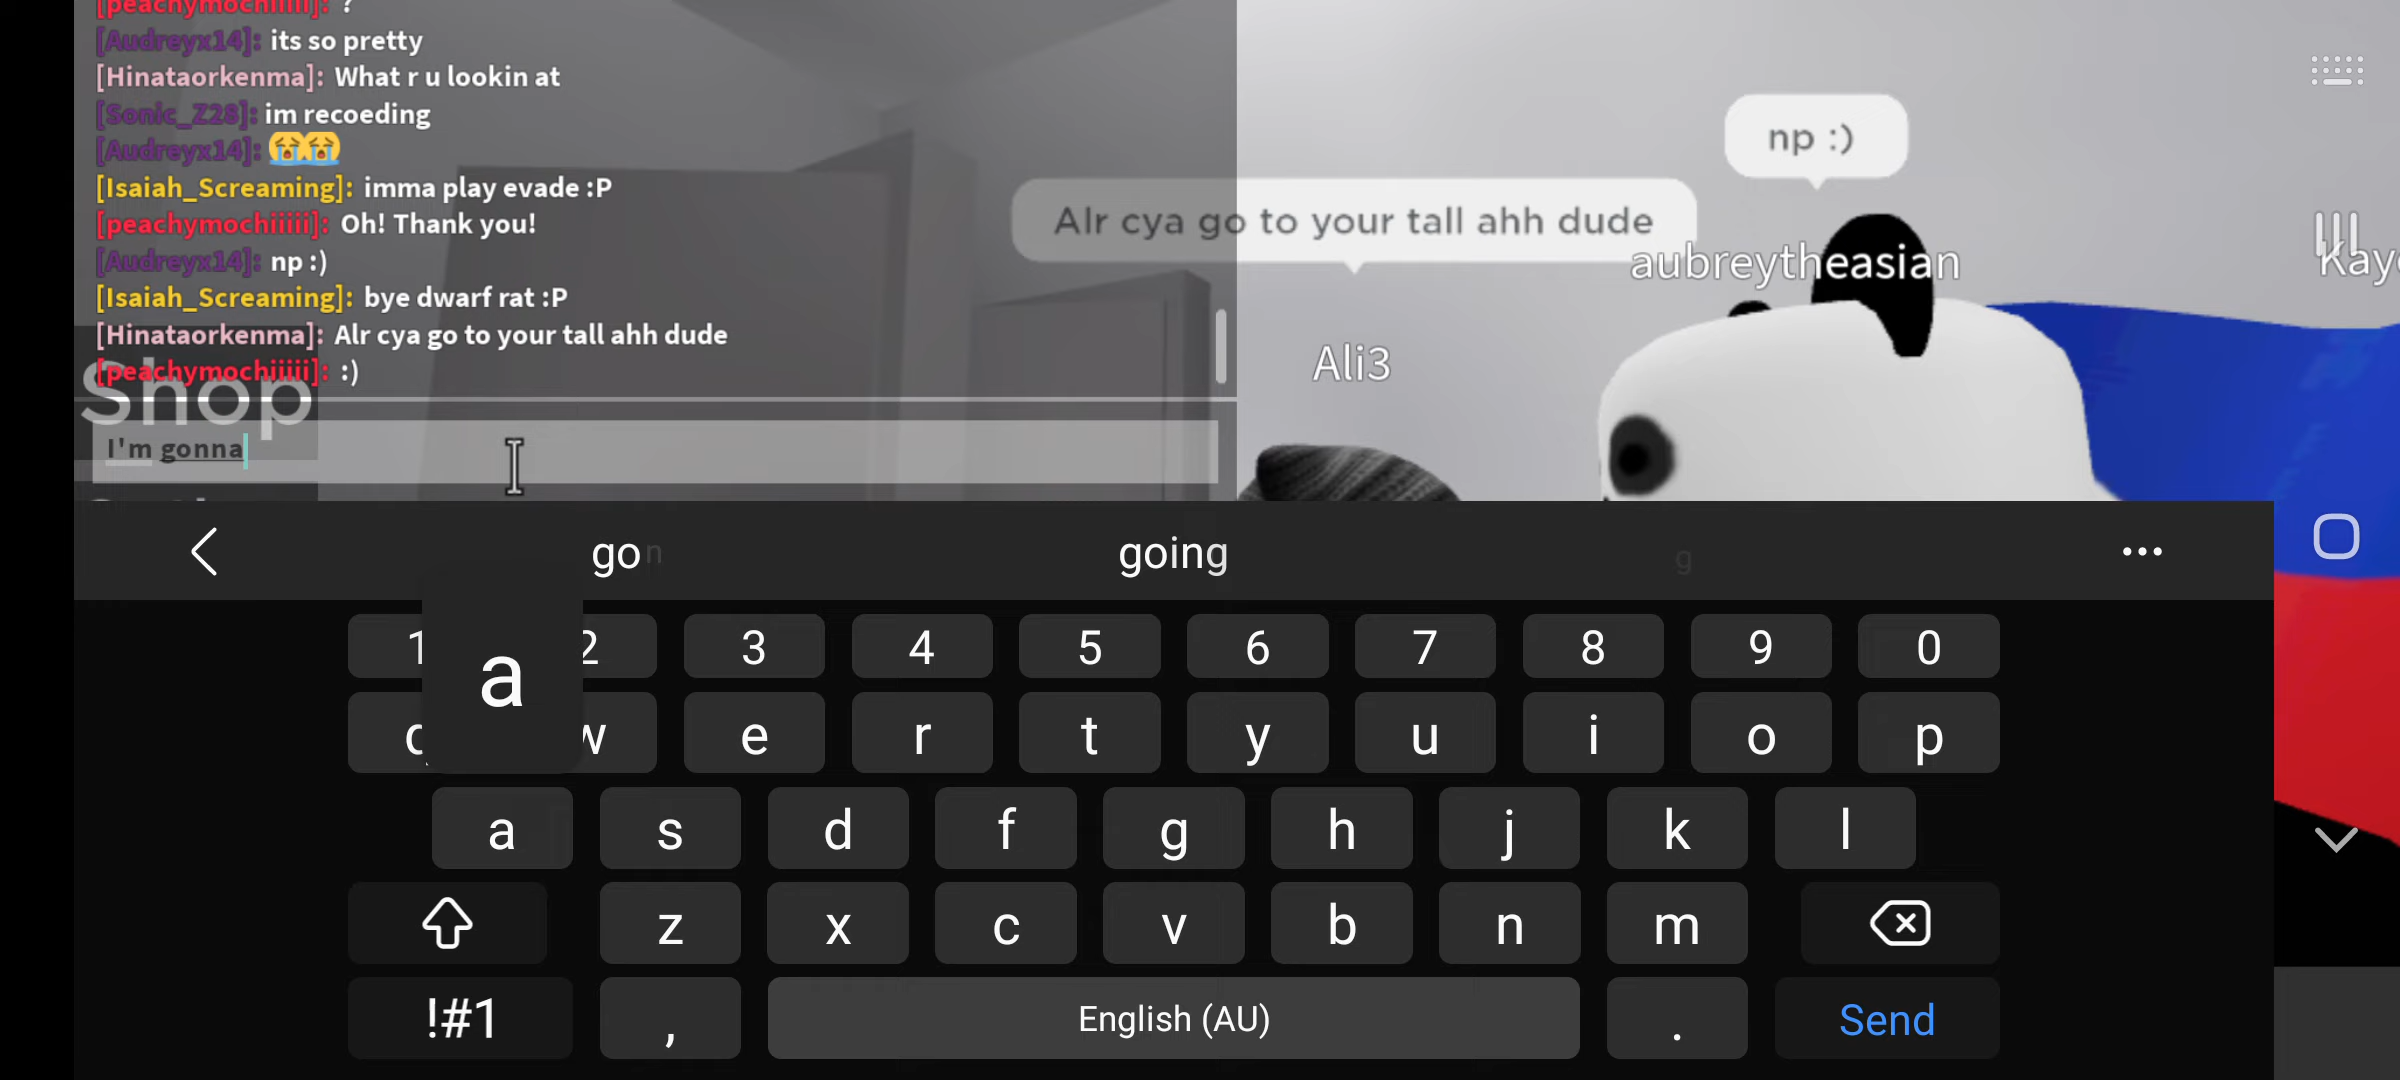 [peachymochiiiii]: ?
[Audreyx14]: its so pretty
[Hinataorkenma]: What r u lookin at
[Sonic_Z28]: im recoeding
[Audreyx14]: 😭😭
[Isaiah_Screaming]: imma play evade :P
[peachymochiiiii]: Oh! Thank you!
[Audreyx14]: np :)
[Isaiah_Screaming]: bye dwarf rat :P
[Hinataorkenma]: Alr cya go to your tall ahh dude
[peachymochiiiii]: :)
Shop
I'm gonna
np :)
Alr cya go to your tall ahh dude
aubreytheasian
Ali3
go going
a
1 2 3 4 5 6 7 8 9 0
q w e r t y u i o p
a s d f g h j k l
z x c v b n m
!#1 , English (AU) . Send